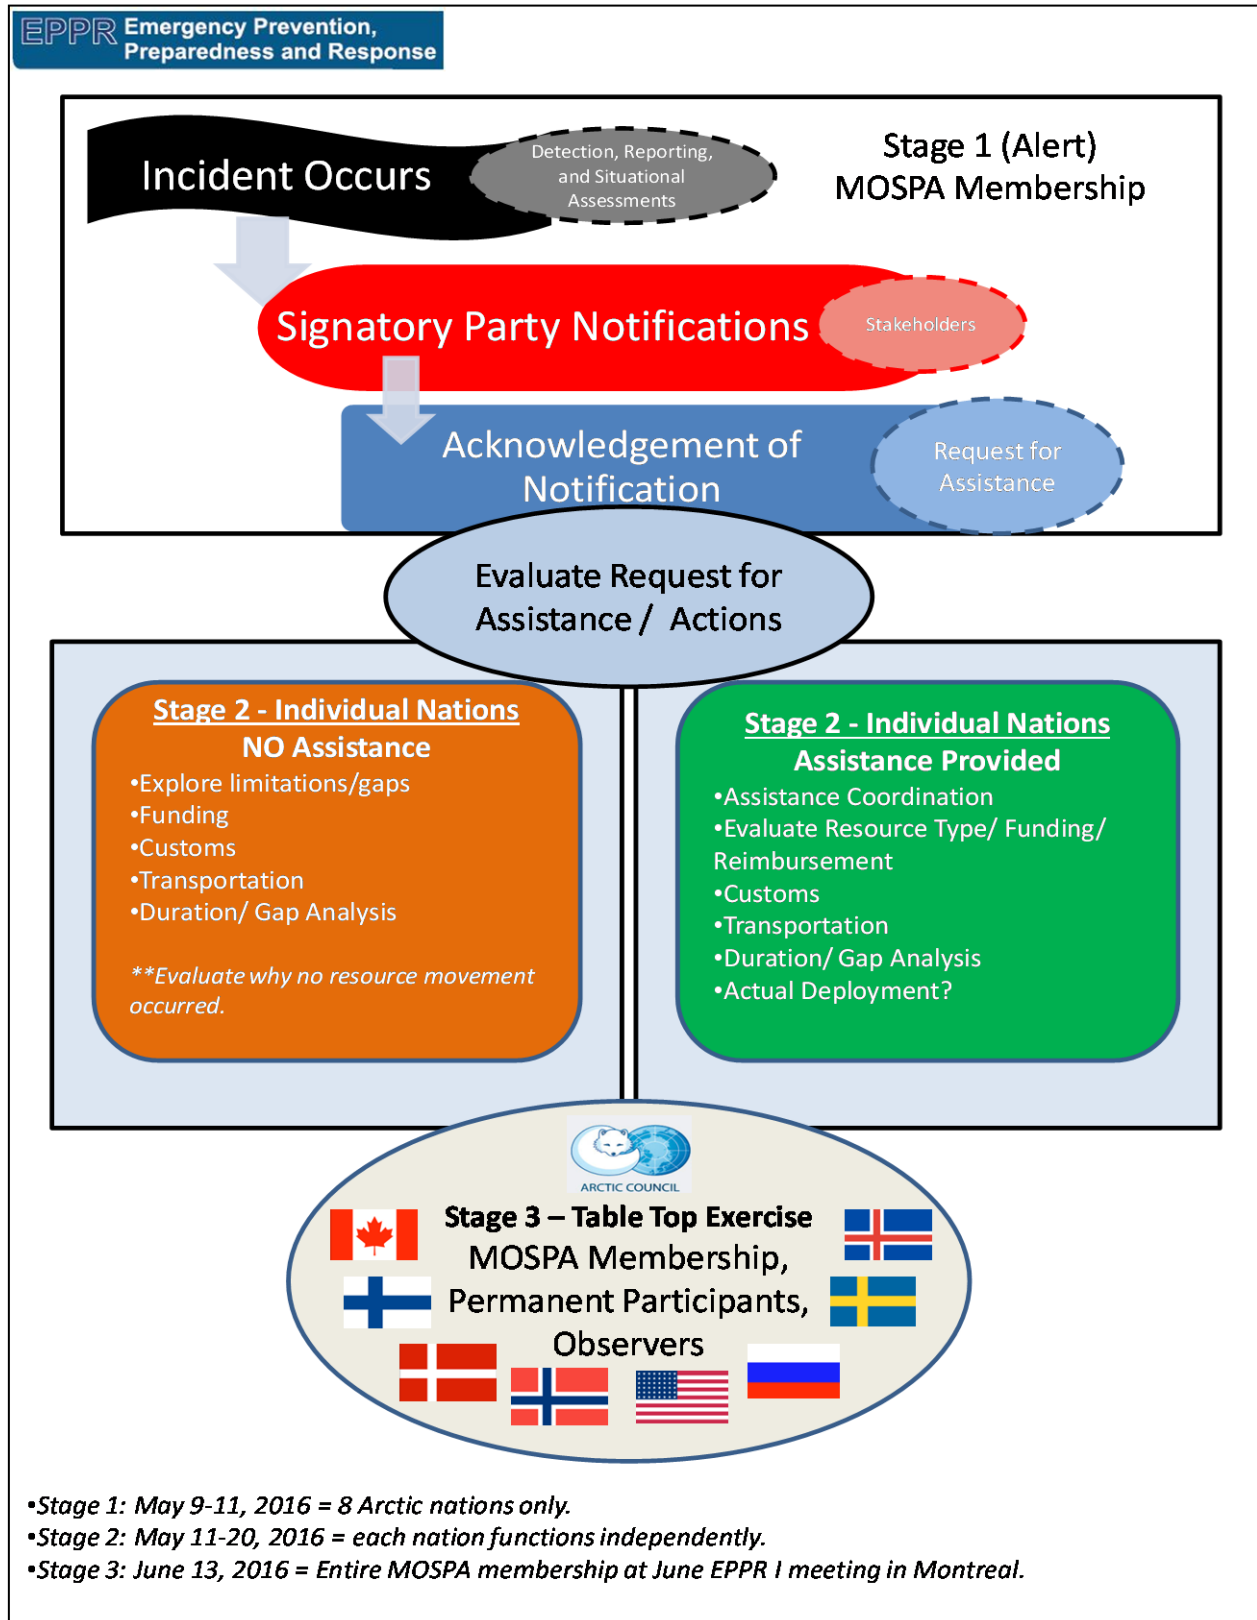 EPPR Emergency Prevention,
Preparedness and Response
Incident Occurs
Detection, Reporting,
and Situational
Assessments
Stage 1 (Alert)
MOSPA Membership
Signatory Party Notifications
Stakeholders
Acknowledgement of
Notification
Request for
Assistance
Evaluate Request for
Assistance / Actions
Stage 2 - Individual Nations
NO Assistance
•Explore limitations/gaps
•Funding
•Customs
•Transportation
•Duration/ Gap Analysis
**Evaluate why no resource movement
occurred.
Stage 2 - Individual Nations
Assistance Provided
•Assistance Coordination
•Evaluate Resource Type/ Funding/
Reimbursement
•Customs
•Transportation
•Duration/ Gap Analysis
•Actual Deployment?
ARCTIC COUNCIL
Stage 3 – Table Top Exercise
MOSPA Membership,
Permanent Participants,
Observers
•Stage 1: May 9-11, 2016 = 8 Arctic nations only.
•Stage 2: May 11-20, 2016 = each nation functions independently.
•Stage 3: June 13, 2016 = Entire MOSPA membership at June EPPR I meeting in Montreal.